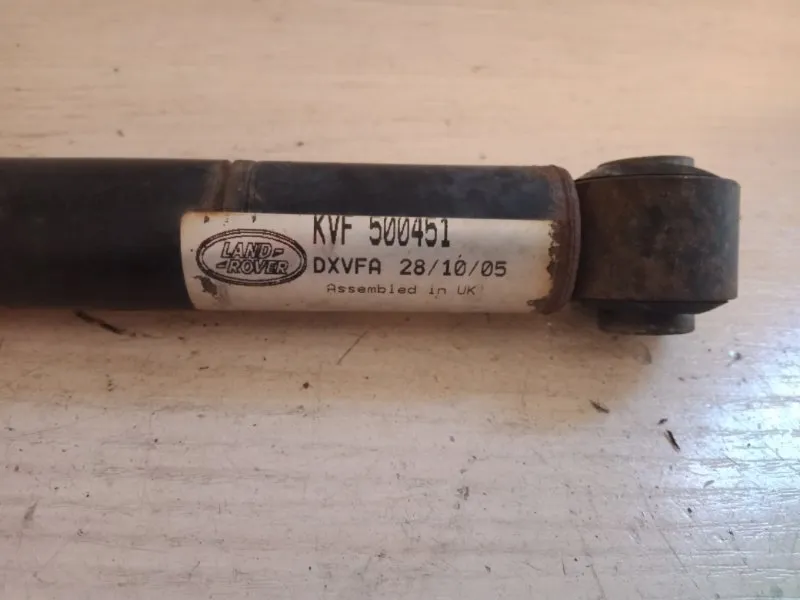 LAND-
-ROVER
KVF 500451
DXVFA 28/10/05
Assembled in UK